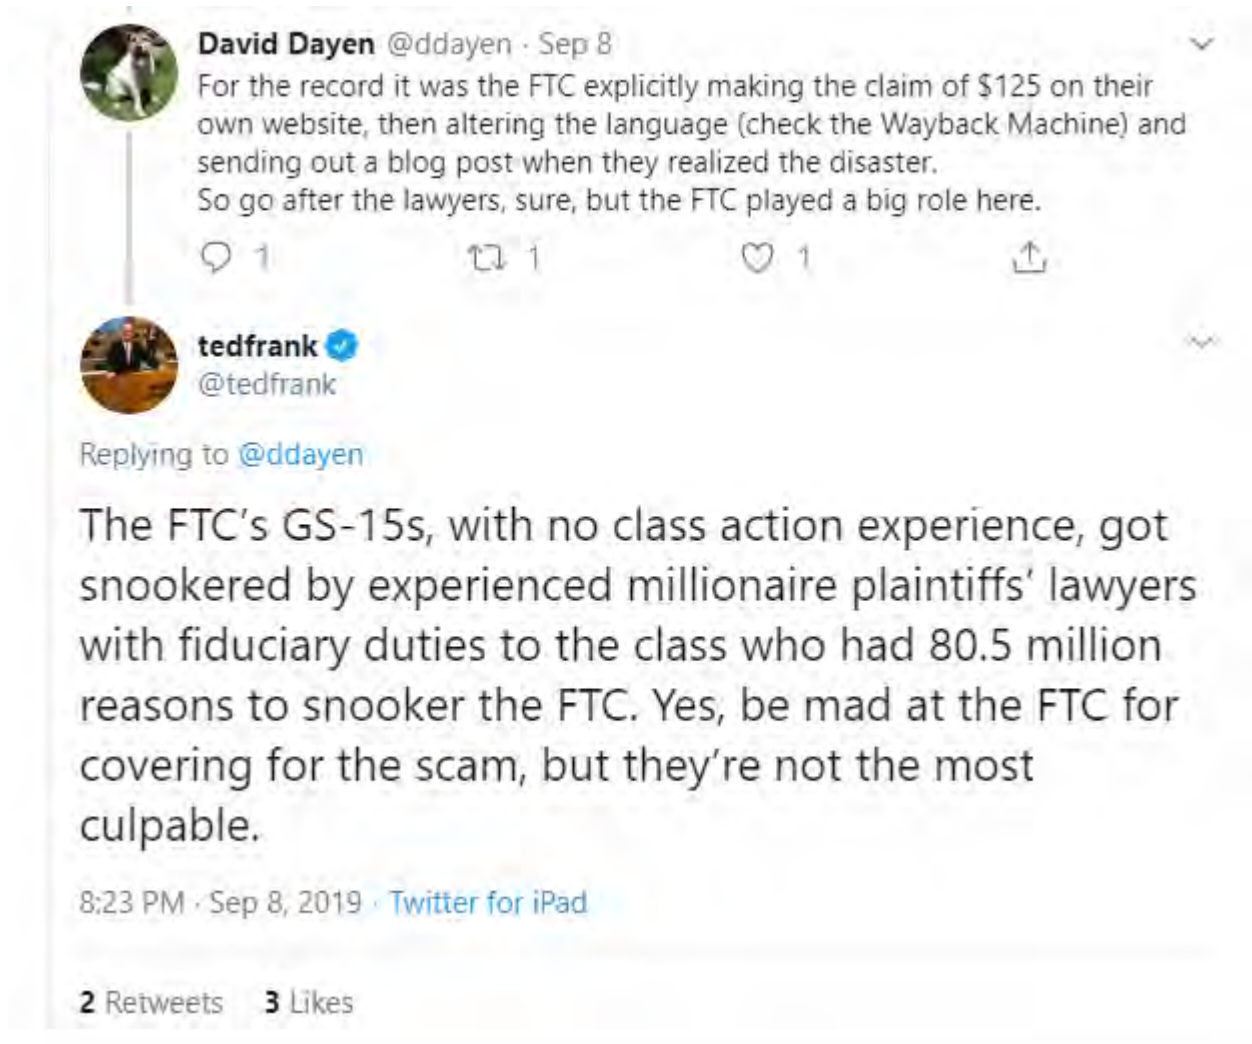 David Dayen @ddayen · Sep 8
For the record it was the FTC explicitly making the claim of $125 on their
own website, then altering the language (check the Wayback Machine) and
sending out a blog post when they realized the disaster.
So go after the lawyers, sure, but the FTC played a big role here.
1 1 1
tedfrank
@tedfrank
Replying to @ddayen
The FTC's GS-15s, with no class action experience, got
snookered by experienced millionaire plaintiffs' lawyers
with fiduciary duties to the class who had 80.5 million
reasons to snooker the FTC. Yes, be mad at the FTC for
covering for the scam, but they're not the most
culpable.
8:23 PM · Sep 8, 2019 · Twitter for iPad
2 Retweets 3 Likes